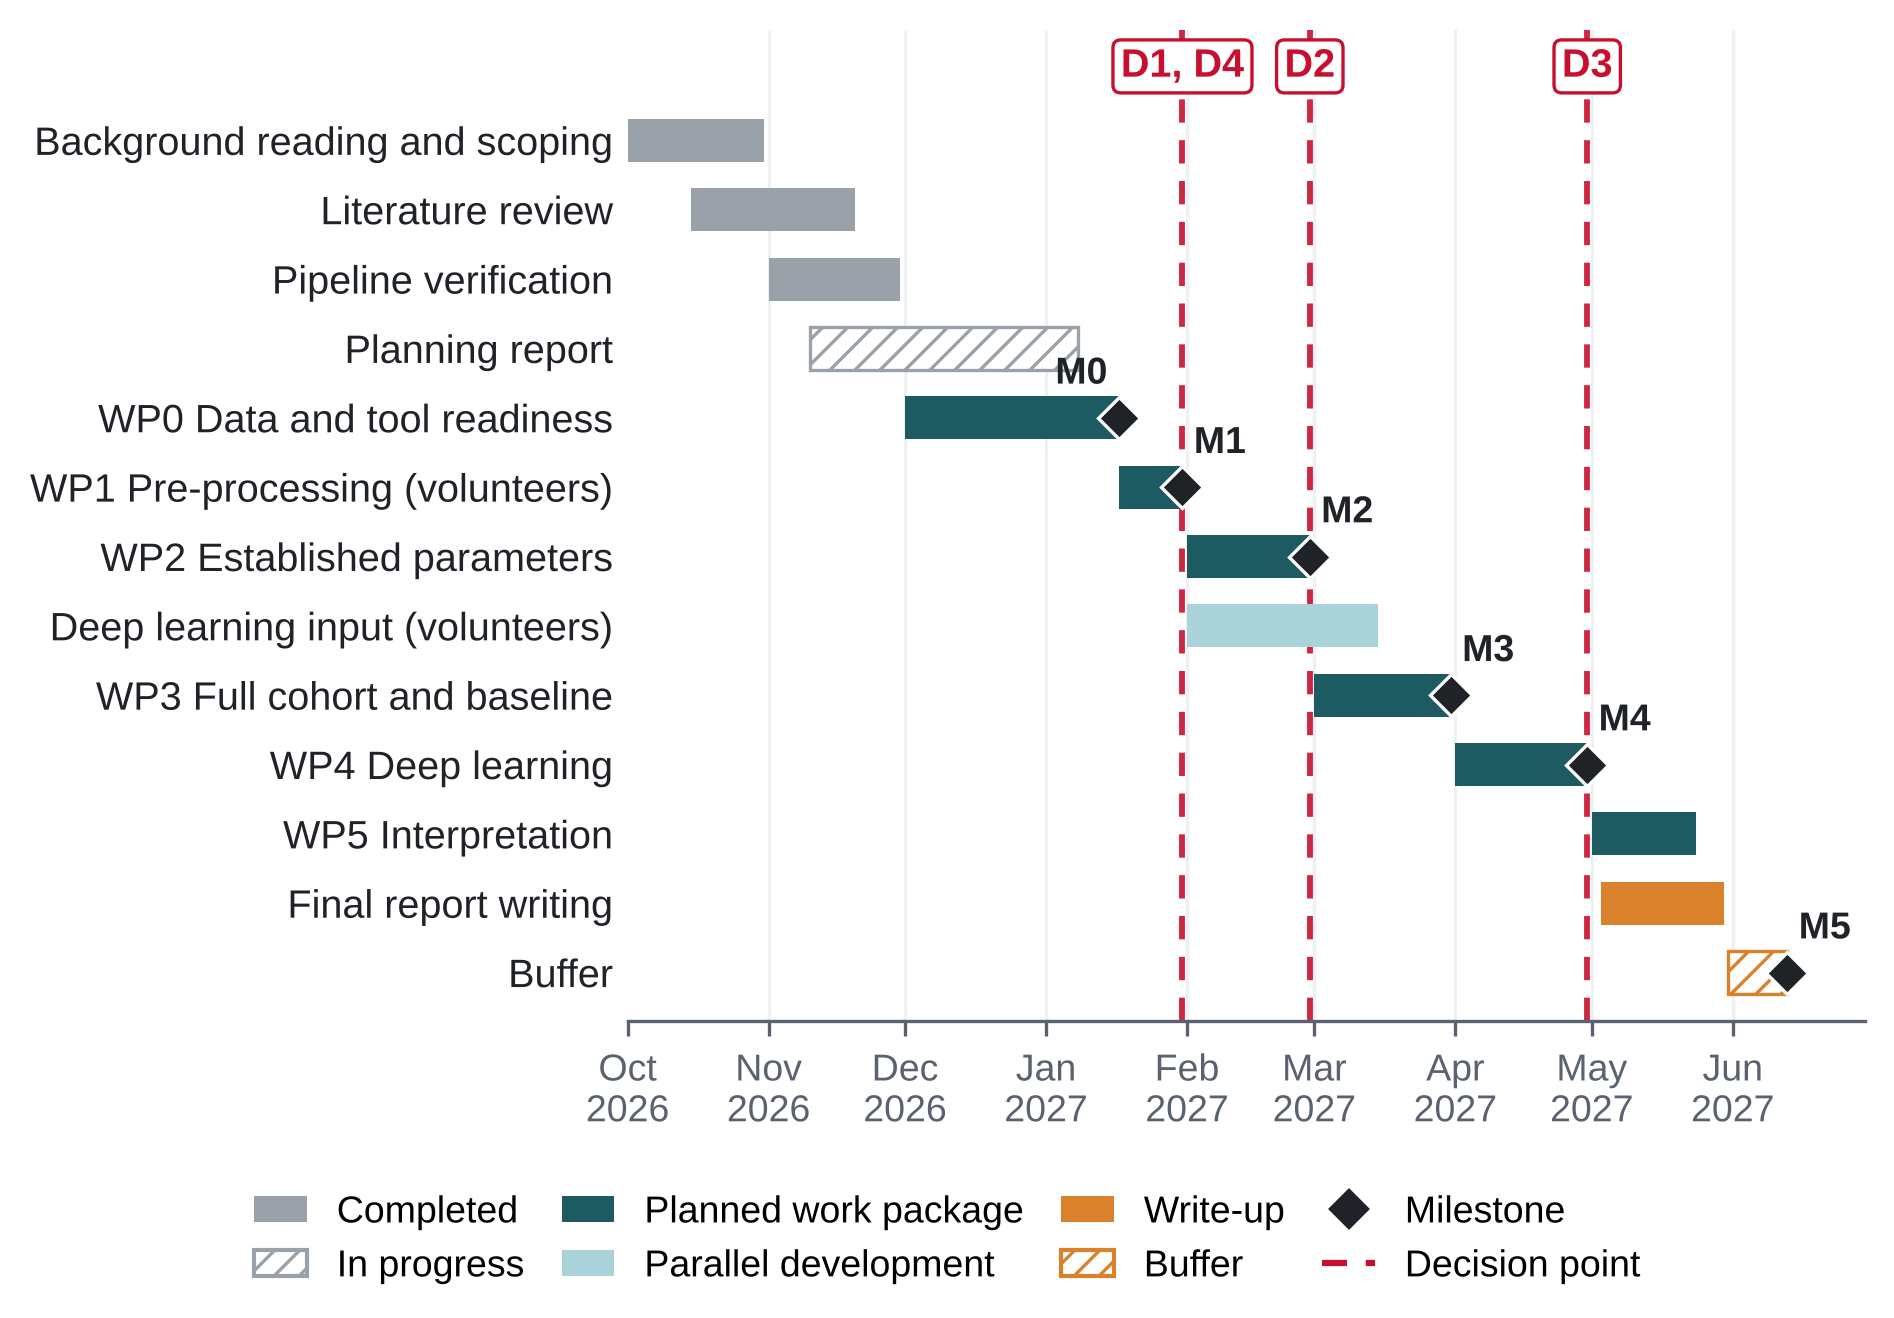 D1, D4 D2 D3
Background reading and scoping
Literature review
Pipeline verification
Planning report
M0
WP0 Data and tool readiness
M1
WP1 Pre-processing (volunteers)
M2
WP2 Established parameters
Deep learning input (volunteers)
M3
WP3 Full cohort and baseline
M4
WP4 Deep learning
WP5 Interpretation
Final report writing
M5
Buffer
Oct Nov Dec Jan Feb Mar Apr May Jun
2026 2026 2026 2027 2027 2027 2027 2027 2027
Completed Planned work package Write-up Milestone
In progress Parallel development Buffer Decision point